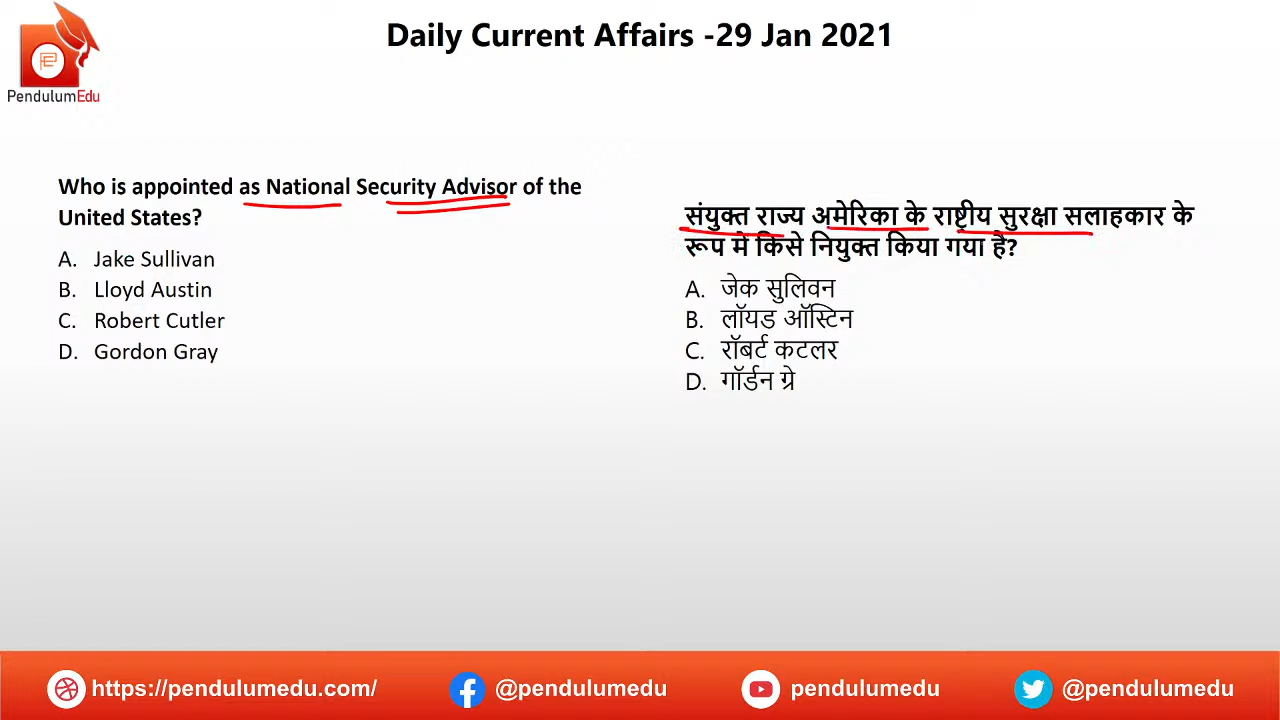 Daily Current Affairs -29 Jan 2021
PendulumEdu
Who is appointed as National Security Advisor of the
United States?
A. Jake Sullivan
B. Lloyd Austin
C. Robert Cutler
D. Gordon Gray
संयुक्त राज्य अमेरिका के राष्ट्रीय सुरक्षा सलाहकार के
रूप में किसे नियुक्त किया गया है?
A. जेक सुलिवन
B. लॉयड ऑस्टिन
C. रॉबर्ट कटलर
D. गॉर्डन ग्रे
https://pendulumedu.com/
@pendulumedu
pendulumedu
@pendulumedu